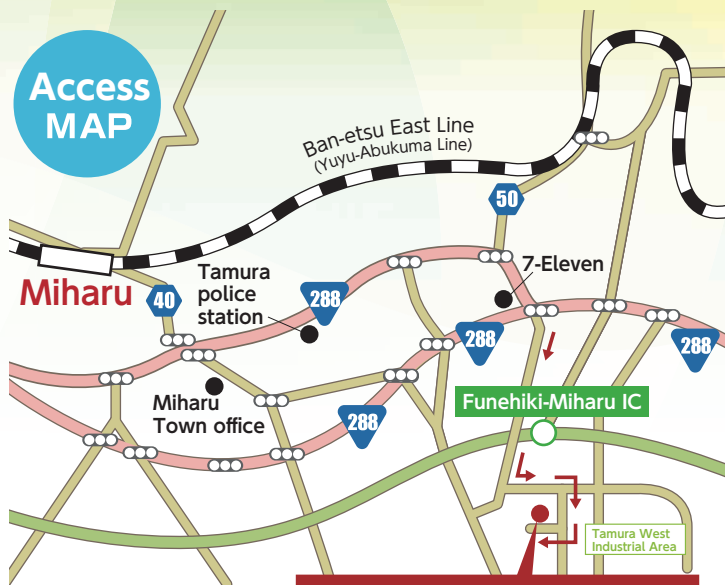 Access
MAP
Ban-etsu East Line
(Yuyu-Abukuma Line)
50
7-Eleven
Miharu
40
Tamura
police
station
288
288
288
Miharu
Town office
288
Funehiki-Miharu IC
Tamura West
Industrial Area